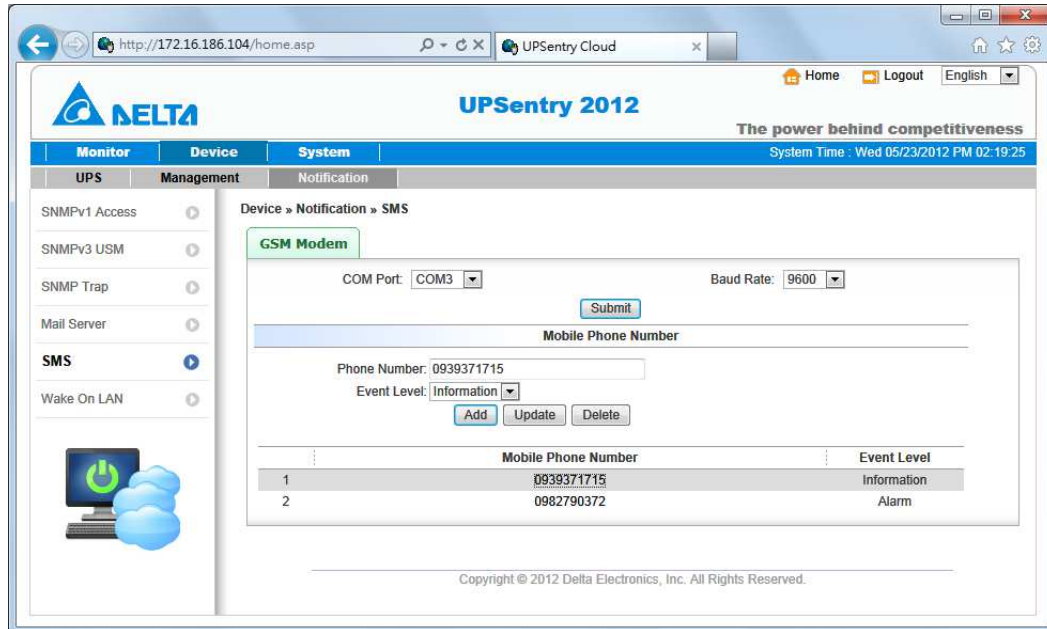 http://172.16.186.104/home.asp
UPSentry Cloud
Home Logout English
DELTA
UPSentry 2012
The power behind competitiveness
Monitor Device System System Time : Wed 05/23/2012 PM 02:19:25
UPS Management Notification
SNMPv1 Access
SNMPv3 USM
SNMP Trap
Mail Server
SMS
Wake On LAN
Device » Notification » SMS
GSM Modem
COM Port: COM3 Baud Rate: 9600
Submit
Mobile Phone Number
Phone Number: 0939371715
Event Level: Information
Add Update Delete
Mobile Phone Number Event Level
1 0939371715 Information
2 0982790372 Alarm
Copyright © 2012 Delta Electronics, Inc. All Rights Reserved.